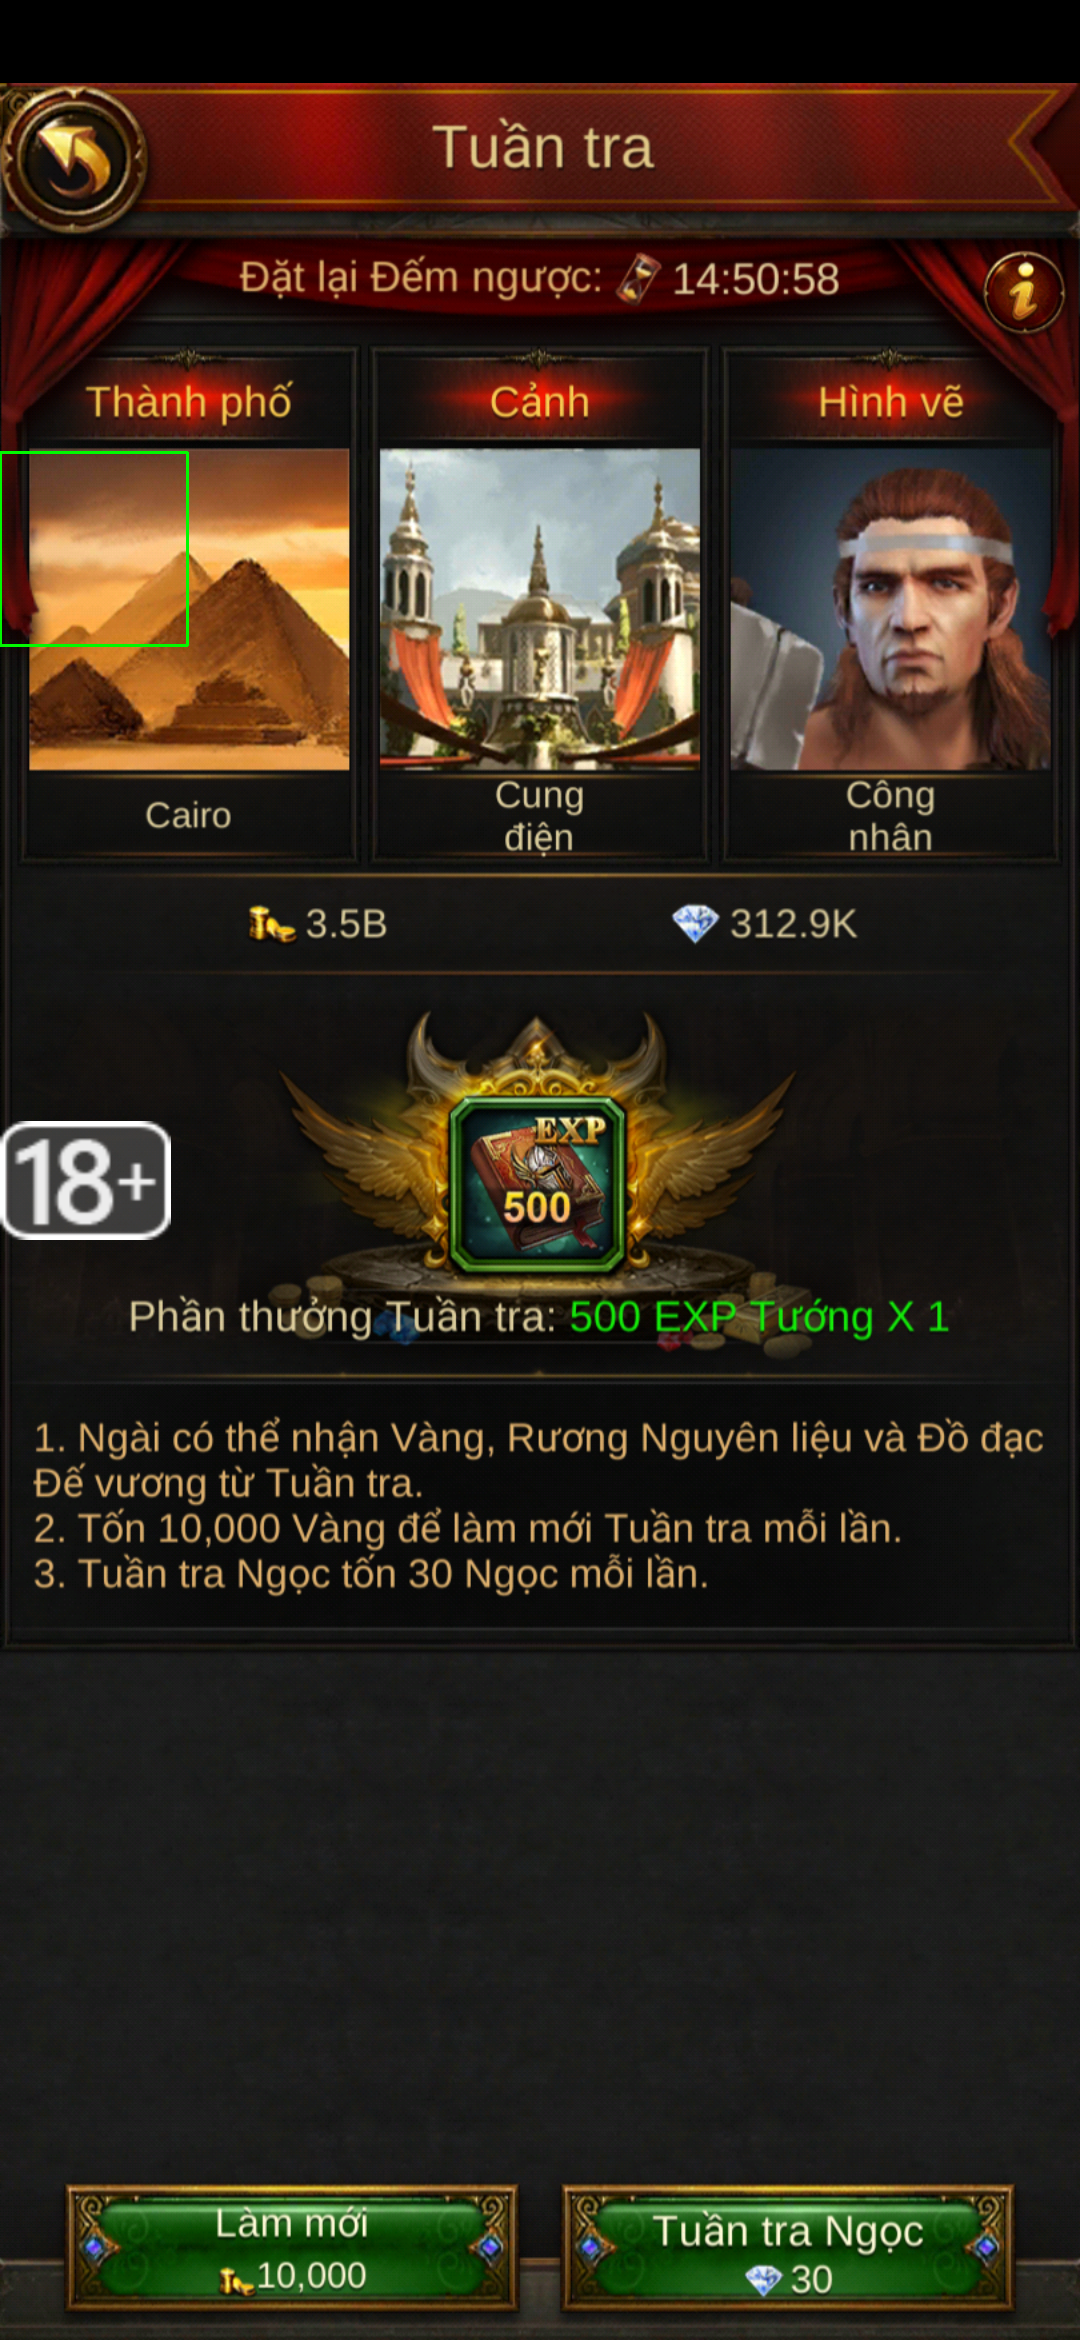 Tuần tra
Đặt lại Đếm ngược: 14:50:58
Thành phố
Cảnh
Hình vẽ
Cairo
Cung
điện
Công
nhân
3.5B
312.9K
EXP
500
18+
Phần thưởng Tuần tra: 500 EXP Tướng X 1
1. Ngài có thể nhận Vàng, Rương Nguyên liệu và Đồ đạc
Đế vương từ Tuần tra.
2. Tốn 10,000 Vàng để làm mới Tuần tra mỗi lần.
3. Tuần tra Ngọc tốn 30 Ngọc mỗi lần.
Làm mới
10,000
Tuần tra Ngọc
30